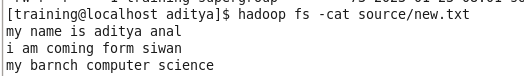 [training@localhost aditya]$ hadoop fs -cat source/new.txt
my name is aditya anal
i am coming form siwan
my barnch computer science